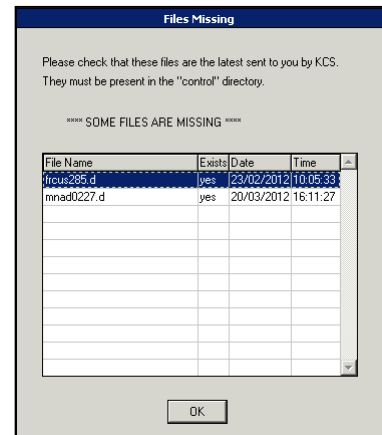 Files Missing
Please check that these files are the latest sent to you by KCS.
They must be present in the "control" directory.
**** SOME FILES ARE MISSING ****
File Name Exists Date Time
frcus285.d yes 23/02/2012 10:05:33
mnad0227.d yes 20/03/2012 16:11:27
OK